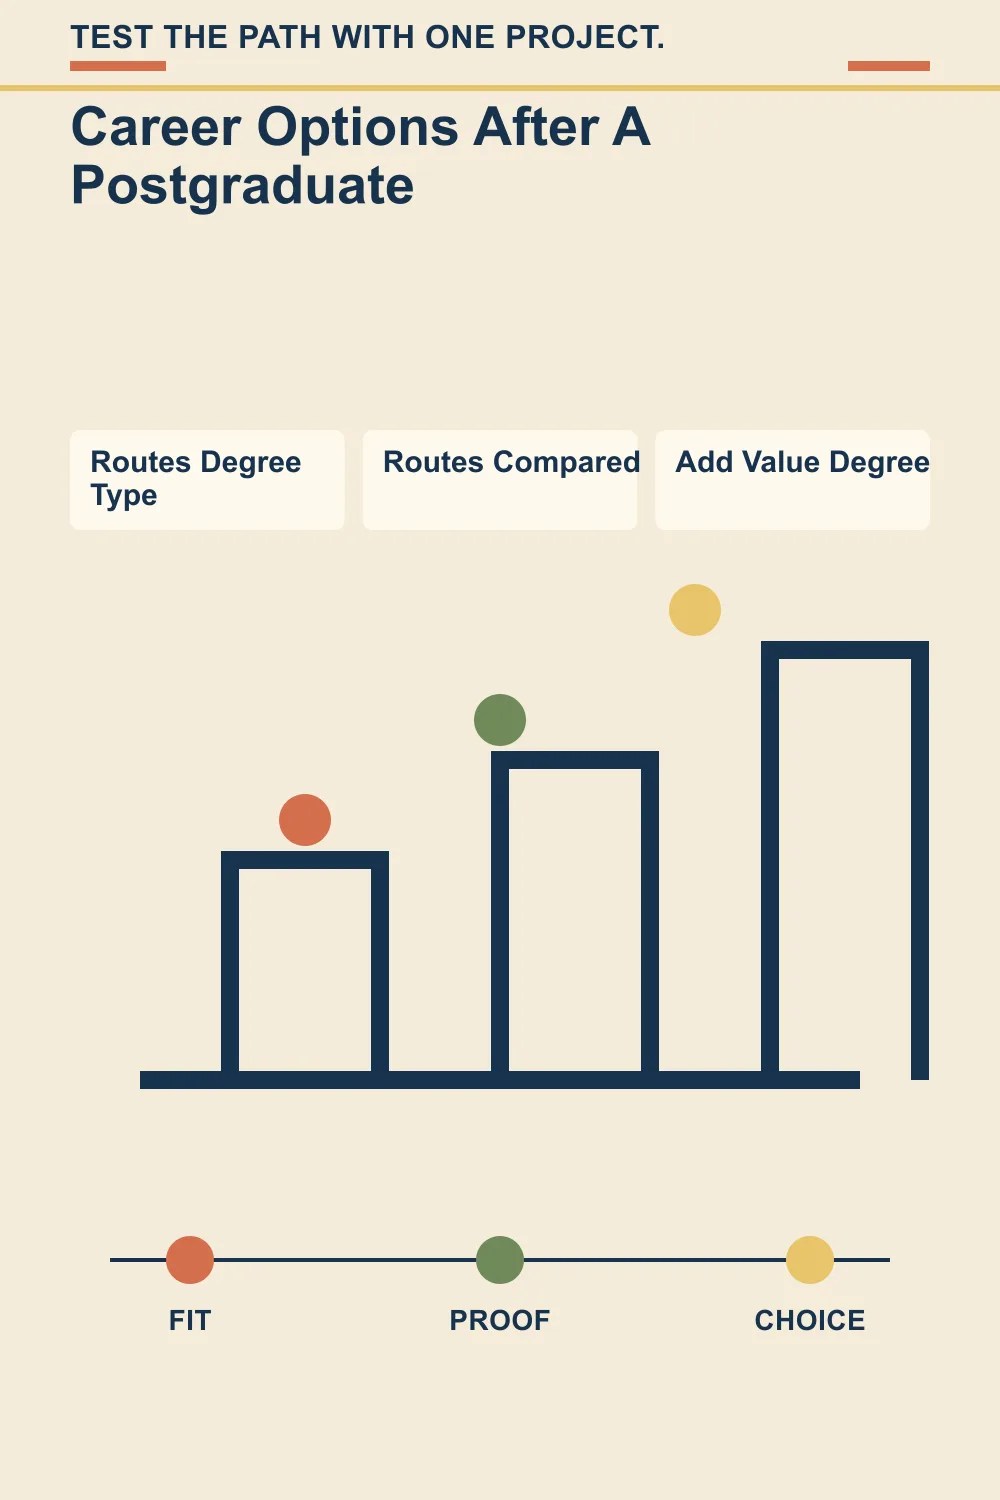 TEST THE PATH WITH ONE PROJECT.
Career Options After A
Postgraduate
Routes Degree
Type
Routes Compared
Add Value Degree
FIT
PROOF
CHOICE